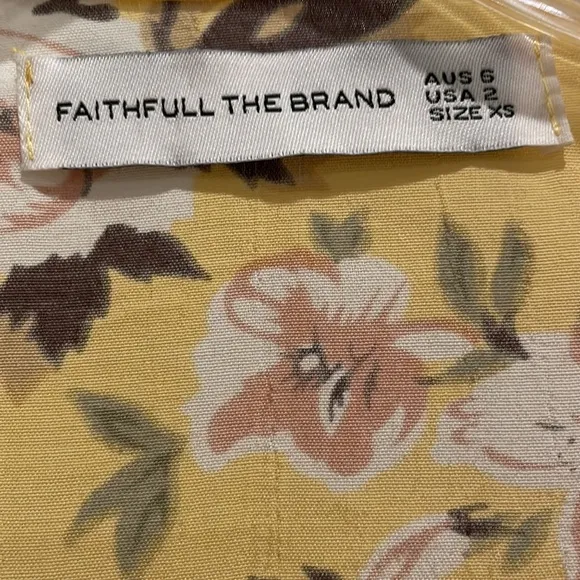 FAITHFULL THE BRAND
AUS 6
USA 2
SIZE XS